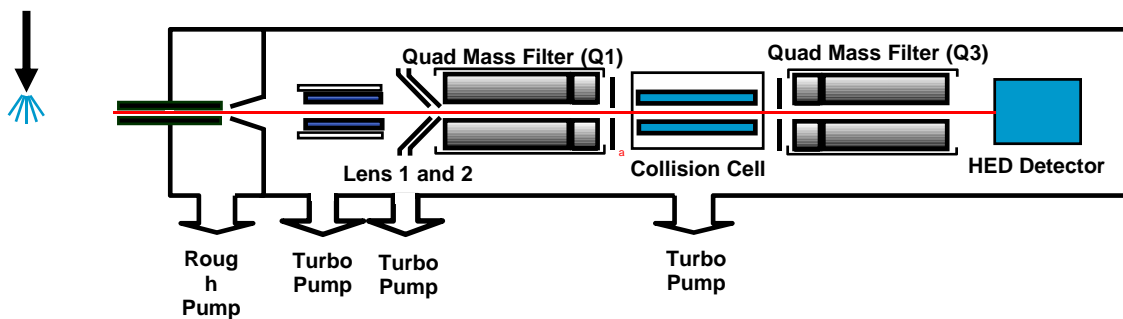 Quad Mass Filter (Q1)
Quad Mass Filter (Q3)
a
Lens 1 and 2
Collision Cell
HED Detector
Roug
h
Pump
Turbo
Pump
Turbo
Pump
Turbo
Pump